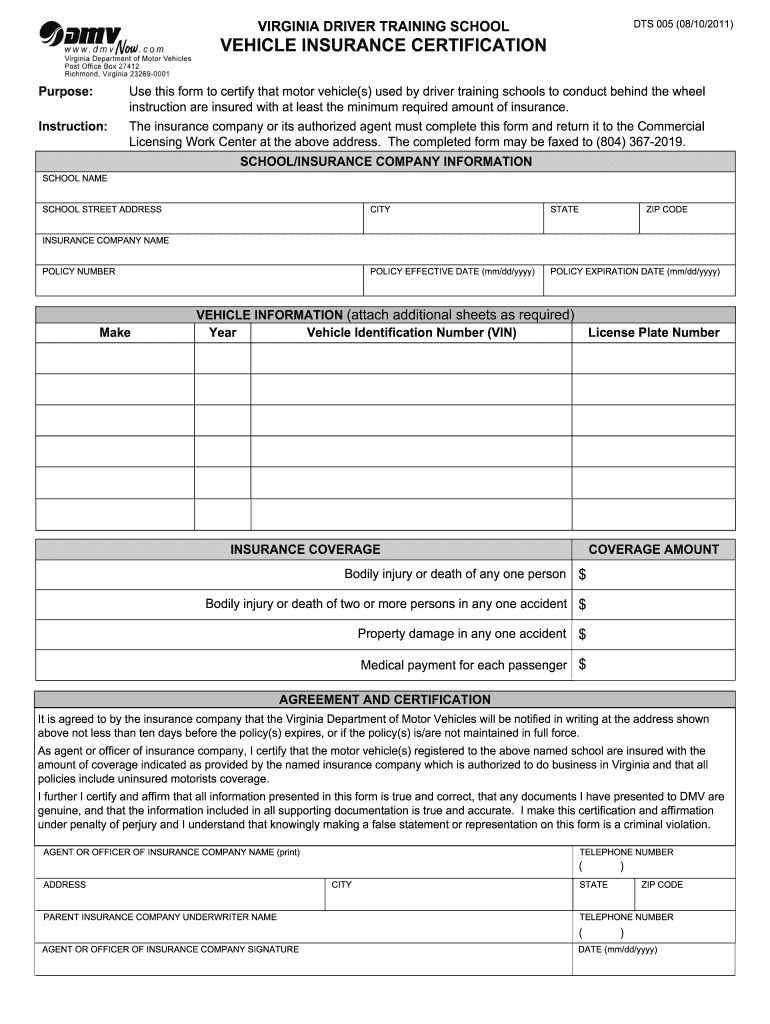 DMV
www.dmvNow.com
Virginia Department of Motor Vehicles
Post Office Box 27412
Richmond, Virginia 23269-0001
VIRGINIA DRIVER TRAINING SCHOOL
VEHICLE INSURANCE CERTIFICATION
DTS 005 (08/10/2011)
Purpose: Use this form to certify that motor vehicle(s) used by driver training schools to conduct behind the wheel
instruction are insured with at least the minimum required amount of insurance.
Instruction: The insurance company or its authorized agent must complete this form and return it to the Commercial
Licensing Work Center at the above address. The completed form may be faxed to (804) 367-2019.
SCHOOL/INSURANCE COMPANY INFORMATION
SCHOOL NAME
SCHOOL STREET ADDRESS CITY STATE ZIP CODE
INSURANCE COMPANY NAME
POLICY NUMBER POLICY EFFECTIVE DATE (mm/dd/yyyy) POLICY EXPIRATION DATE (mm/dd/yyyy)
VEHICLE INFORMATION (attach additional sheets as required)
Make Year Vehicle Identification Number (VIN) License Plate Number
INSURANCE COVERAGE COVERAGE AMOUNT
Bodily injury or death of any one person $
Bodily injury or death of two or more persons in any one accident $
Property damage in any one accident $
Medical payment for each passenger $
AGREEMENT AND CERTIFICATION
It is agreed to by the insurance company that the Virginia Department of Motor Vehicles will be notified in writing at the address shown
above not less than ten days before the policy(s) expires, or if the policy(s) is/are not maintained in full force.
As agent or officer of insurance company, I certify that the motor vehicle(s) registered to the above named school are insured with the
amount of coverage indicated as provided by the named insurance company which is authorized to do business in Virginia and that all
policies include uninsured motorists coverage.
I further I certify and affirm that all information presented in this form is true and correct, that any documents I have presented to DMV are
genuine, and that the information included in all supporting documentation is true and accurate. I make this certification and affirmation
under penalty of perjury and I understand that knowingly making a false statement or representation on this form is a criminal violation.
AGENT OR OFFICER OF INSURANCE COMPANY NAME (print) TELEPHONE NUMBER
( )
ADDRESS CITY STATE ZIP CODE
PARENT INSURANCE COMPANY UNDERWRITER NAME TELEPHONE NUMBER
( )
AGENT OR OFFICER OF INSURANCE COMPANY SIGNATURE DATE (mm/dd/yyyy)